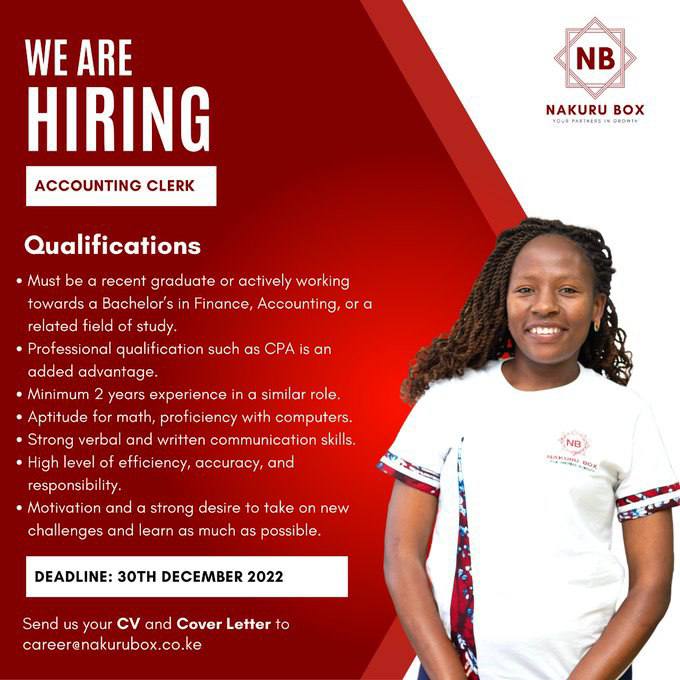 WE ARE
HIRING
ACCOUNTING CLERK
NB
NAKURU BOX
YOUR PARTNERS IN GROWTH
Qualifications
• Must be a recent graduate or actively working
towards a Bachelor’s in Finance, Accounting, or a
related field of study.
• Professional qualification such as CPA is an
added advantage.
• Minimum 2 years experience in a similar role.
• Aptitude for math, proficiency with computers.
• Strong verbal and written communication skills.
• High level of efficiency, accuracy, and
responsibility.
• Motivation and a strong desire to take on new
challenges and learn as much as possible.
DEADLINE: 30TH DECEMBER 2022
Send us your CV and Cover Letter to
career@nakurubox.co.ke
NB
NAKURU BOX